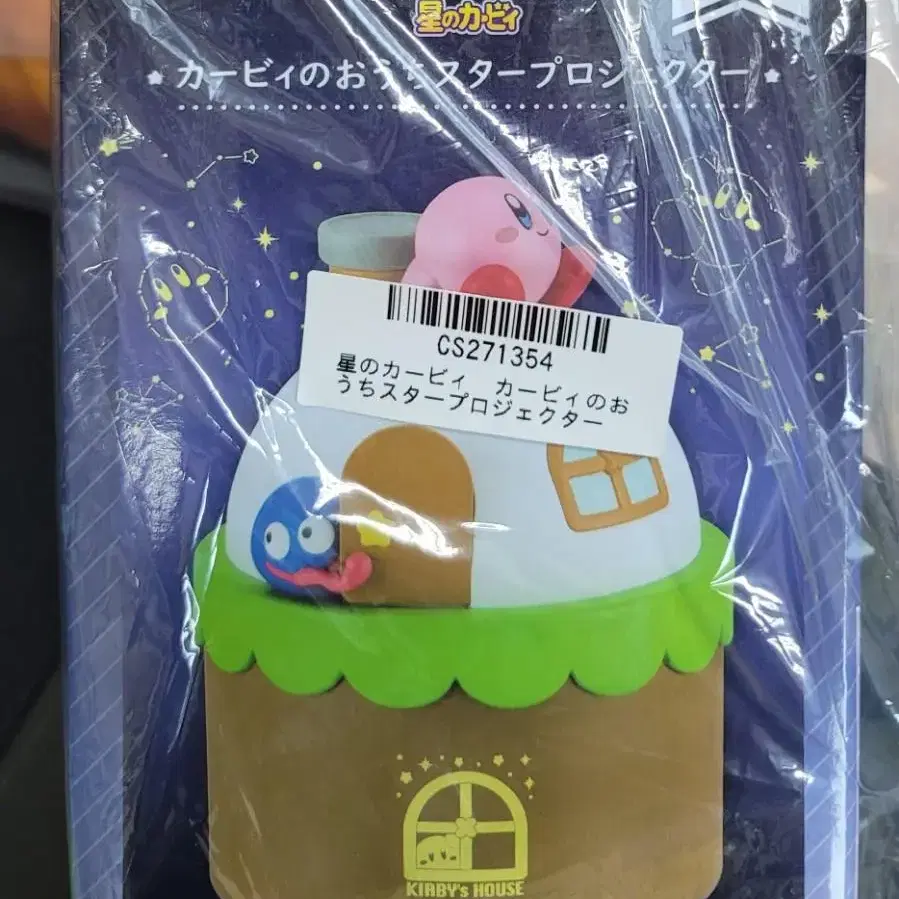 星のカービィ
カービィのおうちスタープロジェクター
CS271354
星のカービィ　カービィのお
うちスタープロジェクター
KIRBY's HOUSE